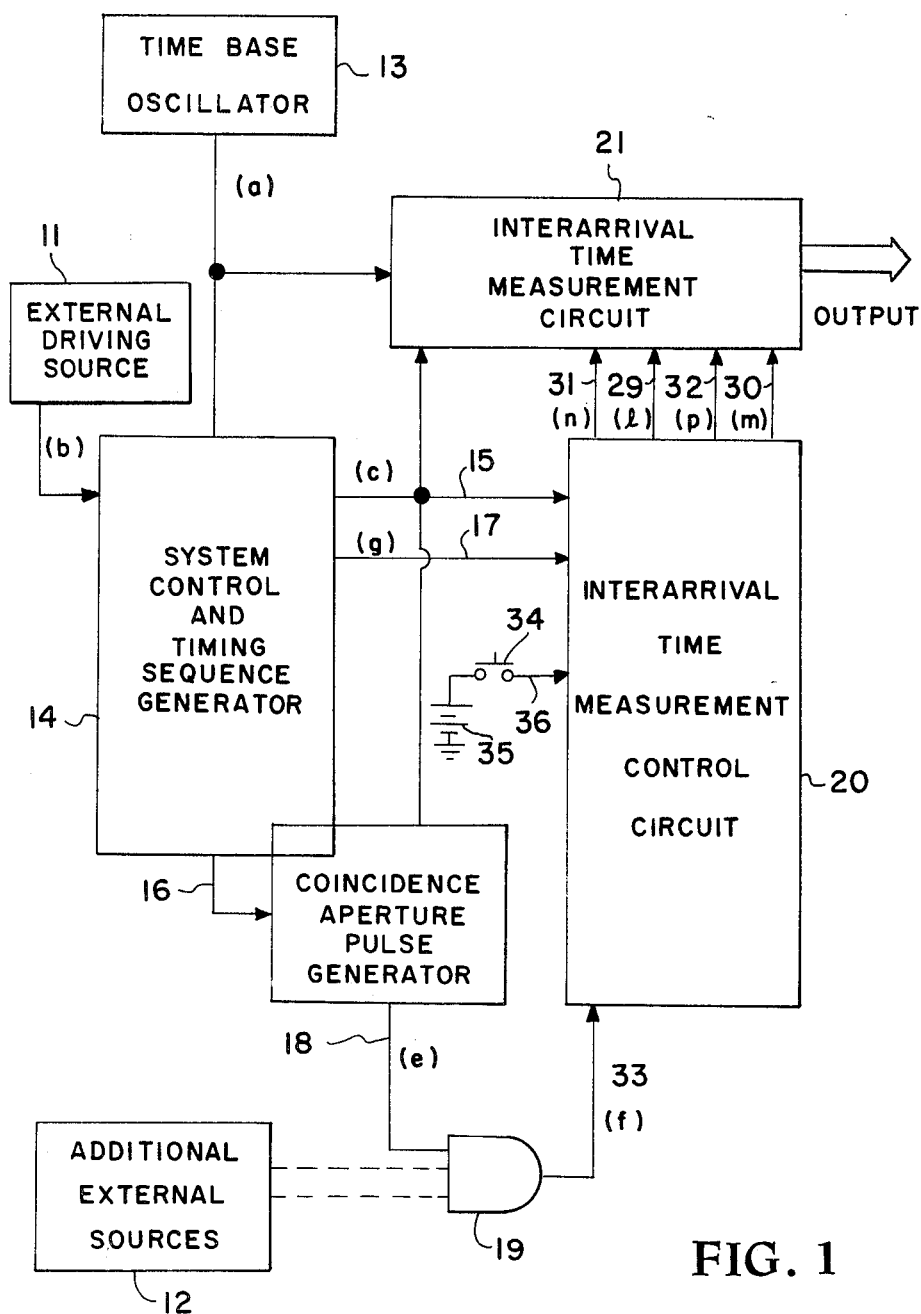 TIME BASE
OSCILLATOR
13
(a)
21
INTERARRIVAL
TIME
MEASUREMENT
CIRCUIT
OUTPUT
11
EXTERNAL
DRIVING
SOURCE
(b)
31 29 32 30
(n) (l) (p) (m)
(c)
15
(g)
17
SYSTEM
CONTROL
AND
TIMING
SEQUENCE
GENERATOR
14
34
36
35
INTERARRIVAL
TIME
MEASUREMENT
CONTROL
CIRCUIT
20
16
COINCIDENCE
APERTURE
PULSE
GENERATOR
18
(e)
33
(f)
ADDITIONAL
EXTERNAL
SOURCES
12
19
FIG. 1